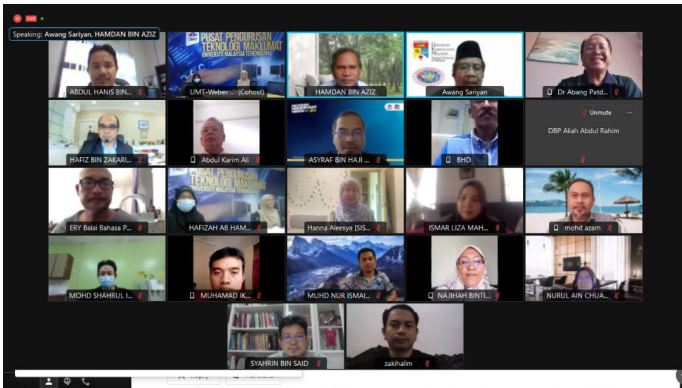 Live
Speaking: Awang Sariyan, HAMDAN BIN AZIZ
ABDUL HANIS BIN...
PUSAT PENGURUSAN
TEKNOLOGI MAKLUMAT
UNIVERSITI MALAYSIA TERENGGANU
UMT-Webex ... (Cohost)
HAMDAN BIN AZIZ
Awang Sariyan
Dr Abang Patd...
HAFIZ BIN ZAKARI...
Abdul Karim Ali
ASYRAF BIN HAJI ...
BHD
Unmute
DBP Aliah Abdul Rahim
ERY Balai Bahasa P...
PUSAT PENGURUSAN
TEKNOLOGI MAKLUMAT
UNIVERSITI MALAYSIA TERENGGANU
HAFIZAH AB HAM...
Hanna Aleesya [SIS...
ISMAR LIZA MAH...
mohd azam
MOHD SHAHRUL I...
MUHAMAD IK...
MUHD NUR ISMAI...
NAJIHAH BINTI...
NURUL AIN CHUA...
SYAHRIN BIN SAID
zakihalim